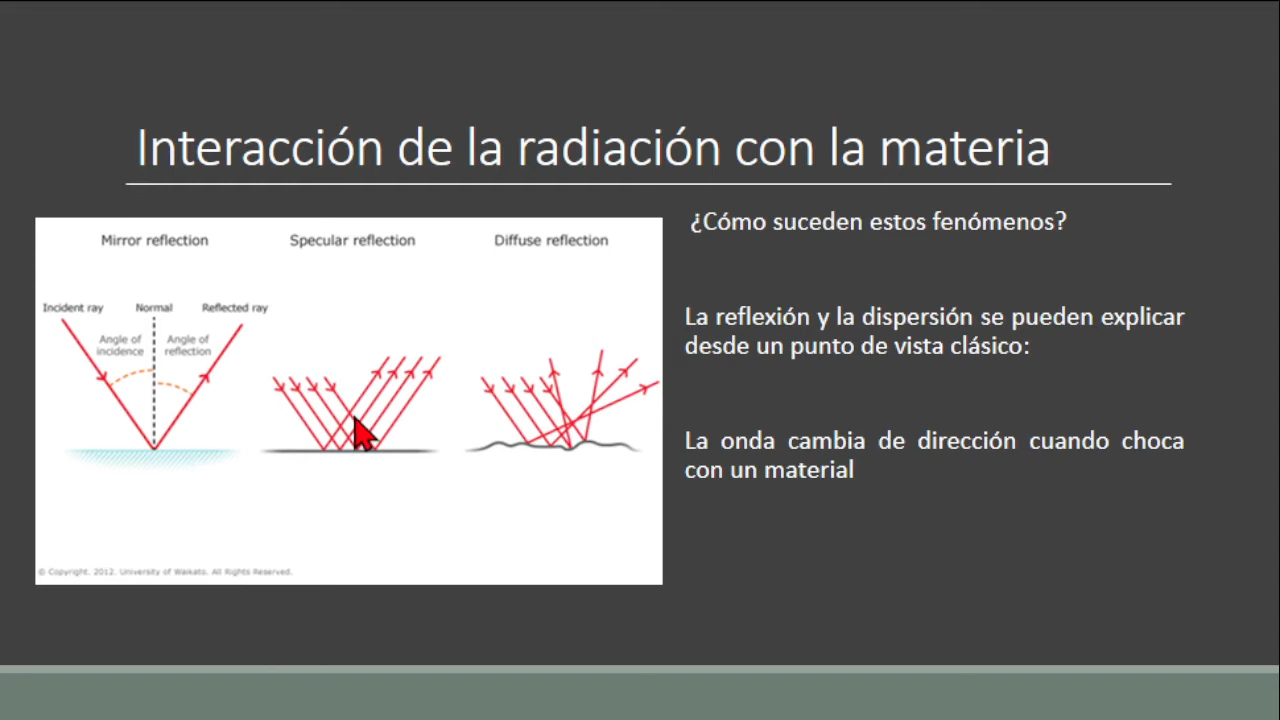 Interacción de la radiación con la materia
Mirror reflection
Specular reflection
Diffuse reflection
Incident ray
Normal
Reflected ray
Angle of
incidence
Angle of
reflection
© Copyright. 2012. University of Waikato. All Rights Reserved.
¿Cómo suceden estos fenómenos?
La reflexión y la dispersión se pueden explicar
desde un punto de vista clásico:
La onda cambia de dirección cuando choca
con un material